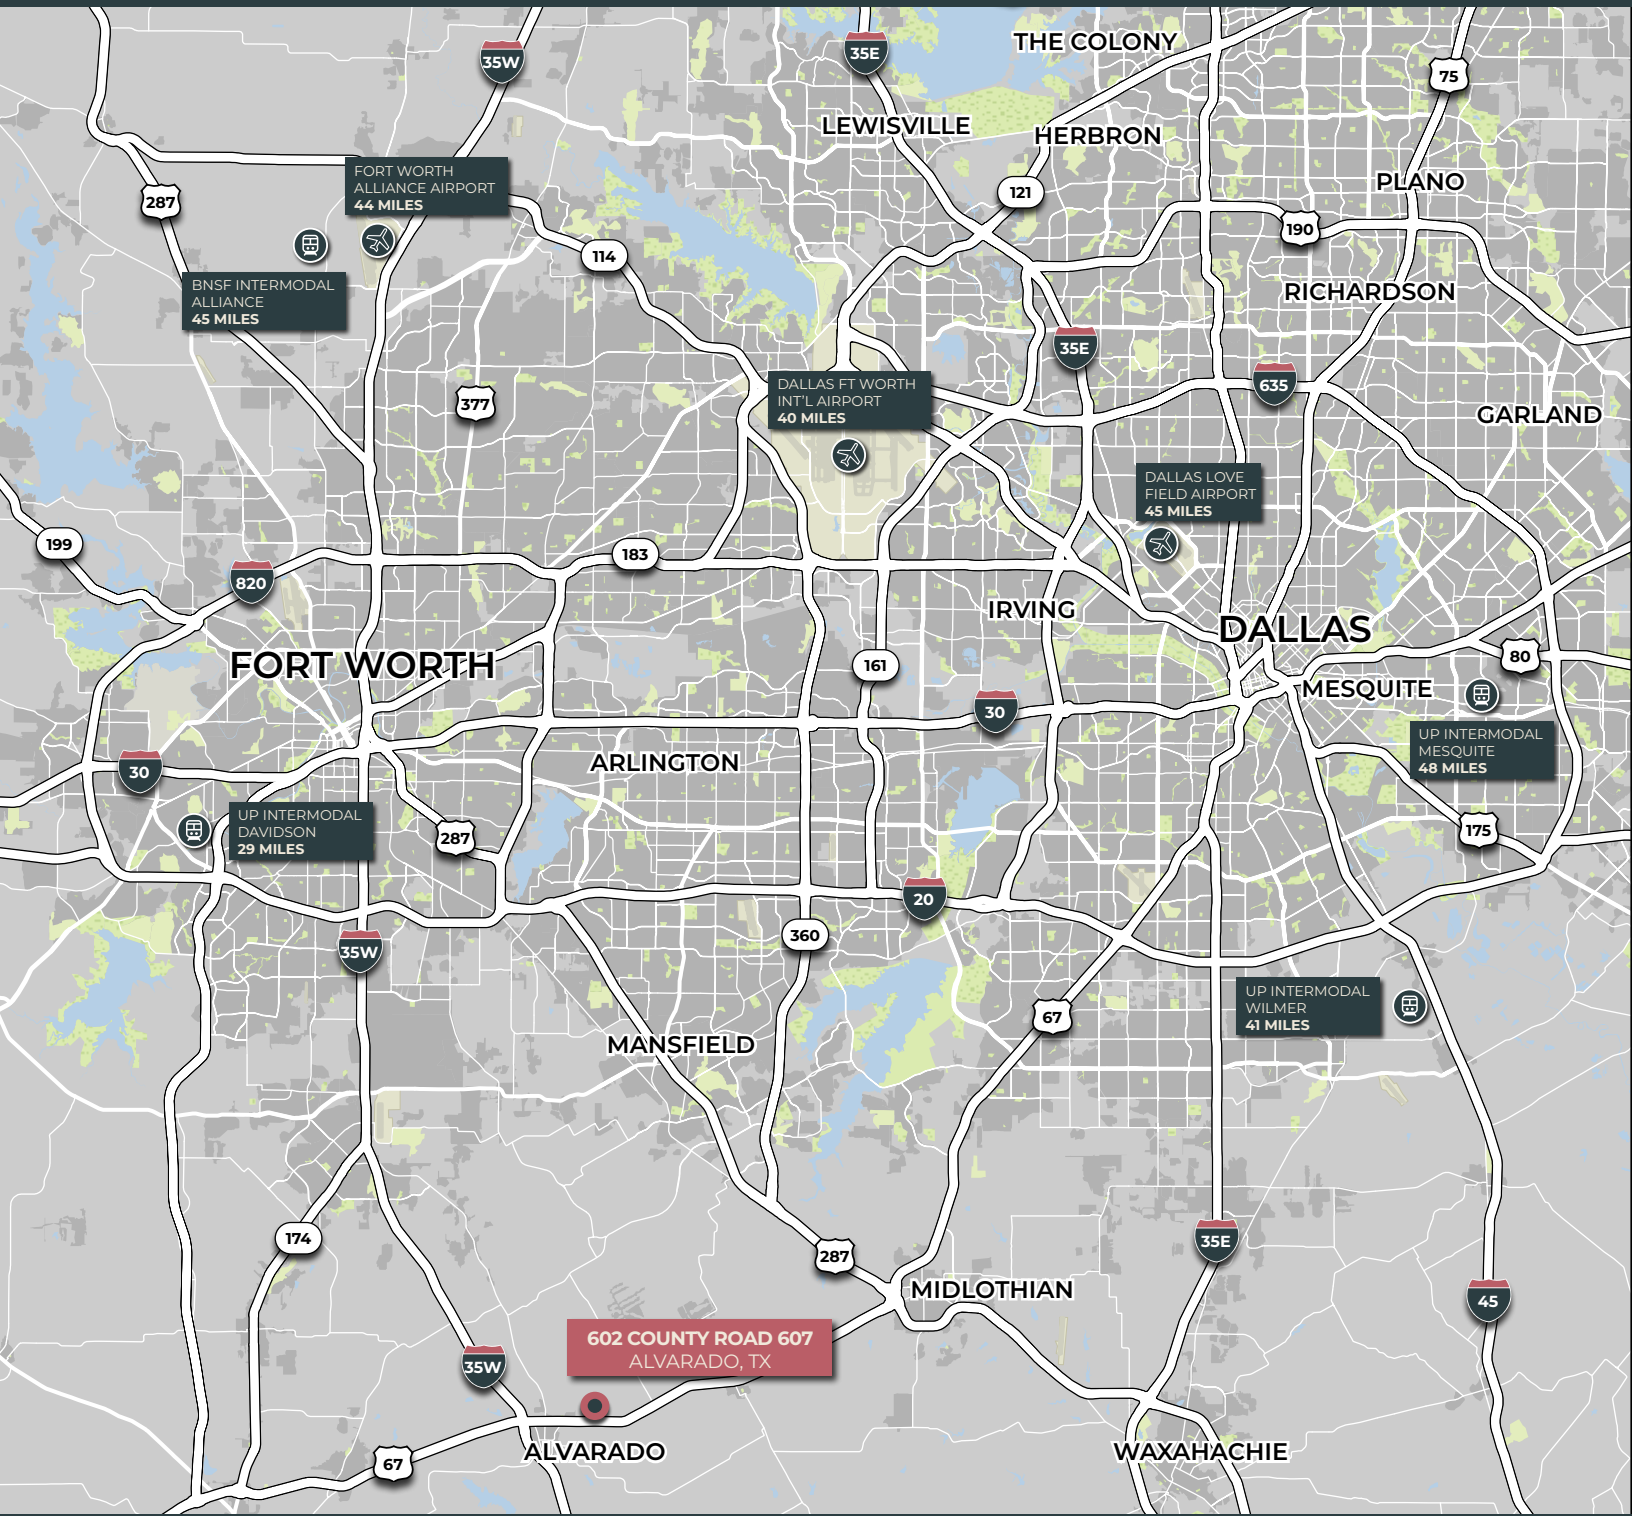 THE COLONY
35W
35E
75
LEWISVILLE
HERBRON
FORT WORTH
ALLIANCE AIRPORT
44 MILES
PLANO
287
121
190
114
BNSF INTERMODAL
ALLIANCE
45 MILES
RICHARDSON
35E
377
DALLAS FT WORTH
INT'L AIRPORT
40 MILES
635
GARLAND
DALLAS LOVE
FIELD AIRPORT
45 MILES
199
183
820
IRVING
DALLAS
FORT WORTH
161
80
MESQUITE
30
UP INTERMODAL
MESQUITE
48 MILES
ARLINGTON
30
UP INTERMODAL
DAVIDSON
29 MILES
287
175
20
360
35W
UP INTERMODAL
WILMER
41 MILES
67
MANSFIELD
174
35E
287
MIDLOTHIAN
45
602 COUNTY ROAD 607
ALVARADO, TX
35W
ALVARADO
67
WAXAHACHIE